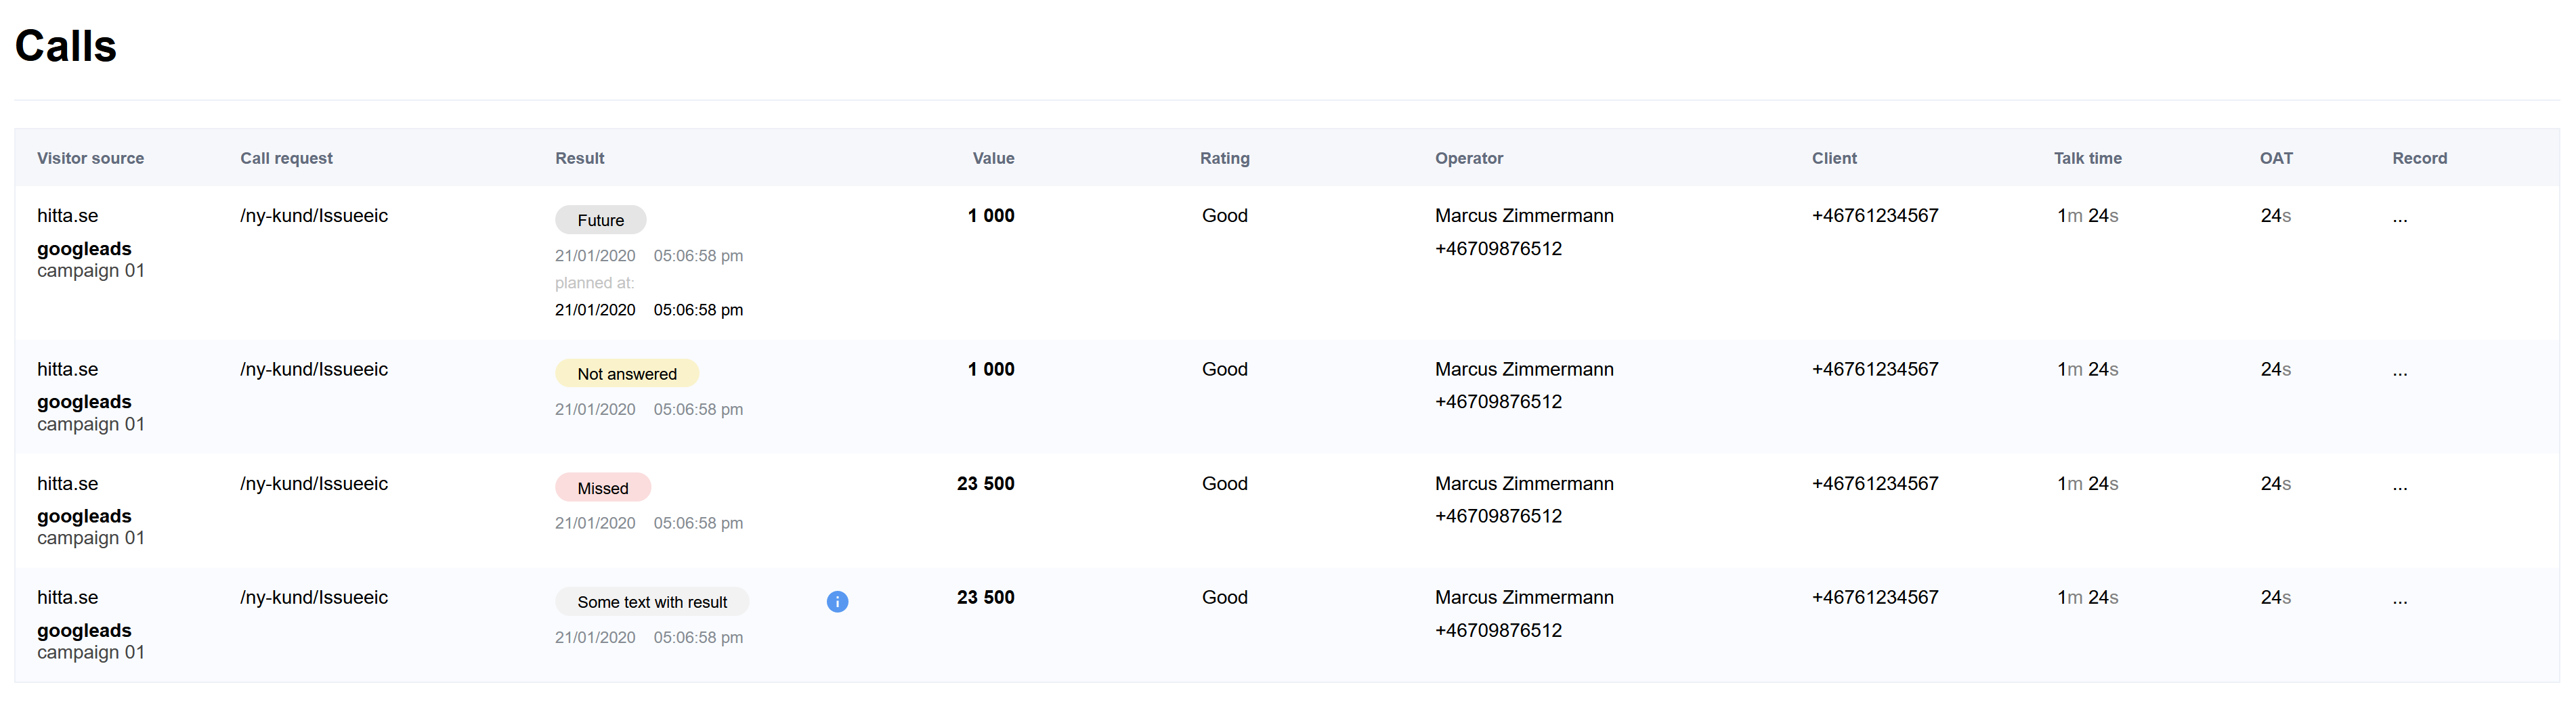 Calls
Visitor source Call request Result Value Rating Operator Client Talk time OAT Record
hitta.se /ny-kund/Issueeic Future 1 000 Good Marcus Zimmermann +46761234567 1m 24s 24s ...
googleads +46709876512
campaign 01 21/01/2020 05:06:58 pm
planned at:
21/01/2020 05:06:58 pm
hitta.se /ny-kund/Issueeic Not answered 1 000 Good Marcus Zimmermann +46761234567 1m 24s 24s ...
googleads 21/01/2020 05:06:58 pm +46709876512
campaign 01
hitta.se /ny-kund/Issueeic Missed 23 500 Good Marcus Zimmermann +46761234567 1m 24s 24s ...
googleads 21/01/2020 05:06:58 pm +46709876512
campaign 01
hitta.se /ny-kund/Issueeic Some text with result i 23 500 Good Marcus Zimmermann +46761234567 1m 24s 24s ...
googleads 21/01/2020 05:06:58 pm +46709876512
campaign 01